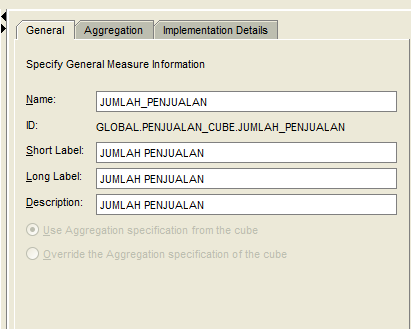 General Aggregation Implementation Details
Specify General Measure Information
Name: JUMLAH_PENJUALAN
ID: GLOBAL.PENJUALAN_CUBE.JUMLAH_PENJUALAN
Short Label: JUMLAH PENJUALAN
Long Label: JUMLAH PENJUALAN
Description: JUMLAH PENJUALAN
Use Aggregation specification from the cube
Override the Aggregation specification of the cube